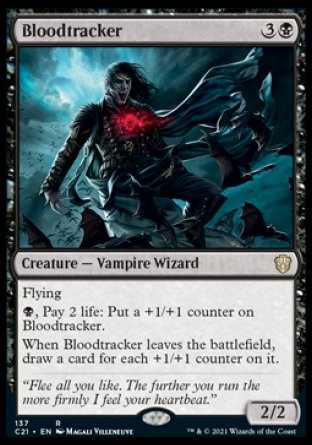 Bloodtracker 3
Creature — Vampire Wizard
Flying
, Pay 2 life: Put a +1/+1 counter on
Bloodtracker.
When Bloodtracker leaves the battlefield,
draw a card for each +1/+1 counter on it.
“Flee all you like. The further you run the
more firmly I feel your heartbeat.”
2/2
137 R
C21 • EN Magali Villeneuve
™ & © 2021 Wizards of the Coast